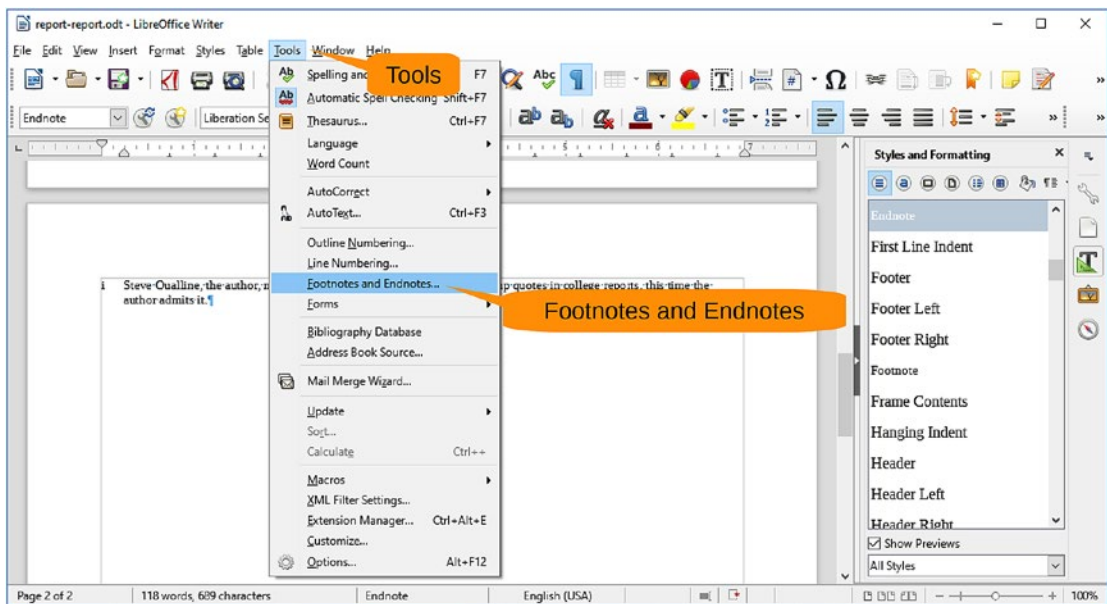 report-report.odt - LibreOffice Writer
File Edit View Insert Format Styles Table Tools Window Help
Tools
Spelling and F7
Automatic Spell Checking Shift+F7
Thesaurus... Ctrl+F7
Language
Word Count
AutoCorrect
AutoText... Ctrl+F3
Outline Numbering...
Line Numbering...
Footnotes and Endnotes...
Forms
Bibliography Database
Address Book Source...
Mail Merge Wizard...
Update
Sort...
Calculate Ctrl++
Macros
XML Filter Settings...
Extension Manager... Ctrl+Alt+E
Customize...
Options... Alt+F12
Footnotes and Endnotes
Endnote Liberation Se
5 6 7
i Steve Oualline, the author, quotes in college reports, this time the
author admits it.¶
Styles and Formatting
Endnote
First Line Indent
Footer
Footer Left
Footer Right
Footnote
Frame Contents
Hanging Indent
Header
Header Left
Header Right
Show Previews
All Styles
Page 2 of 2 118 words, 689 characters Endnote English (USA) 100%